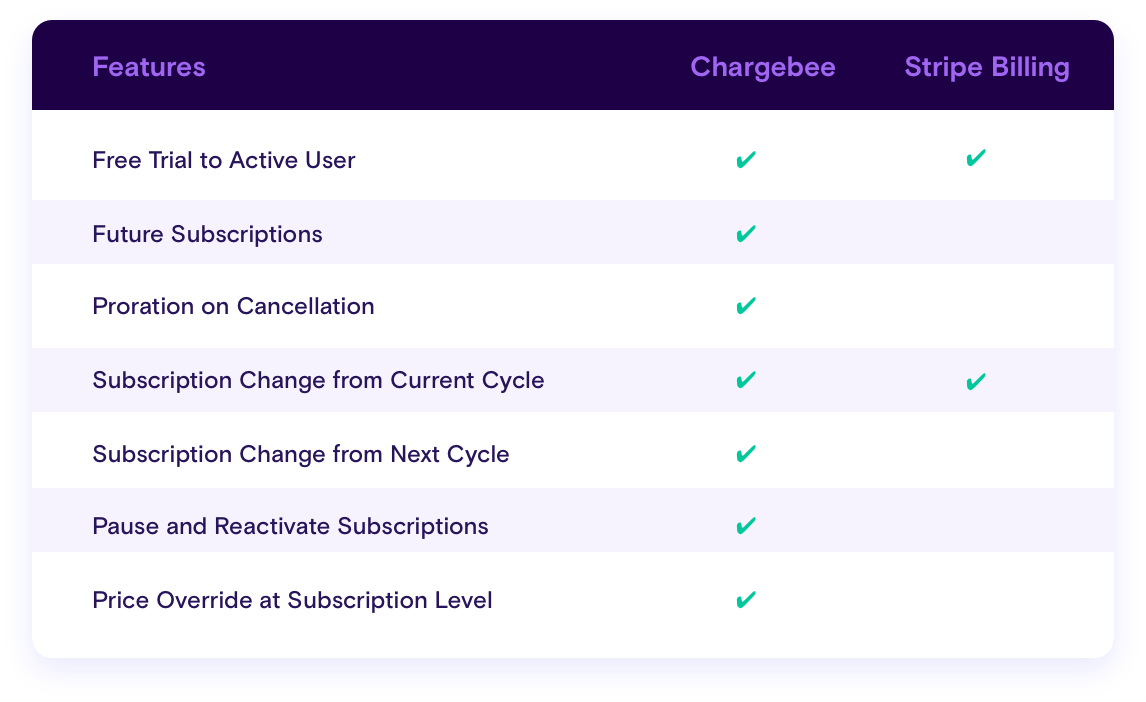 Features Chargebee Stripe Billing
Free Trial to Active User ✔ ✔
Future Subscriptions ✔
Proration on Cancellation ✔
Subscription Change from Current Cycle ✔ ✔
Subscription Change from Next Cycle ✔
Pause and Reactivate Subscriptions ✔
Price Override at Subscription Level ✔